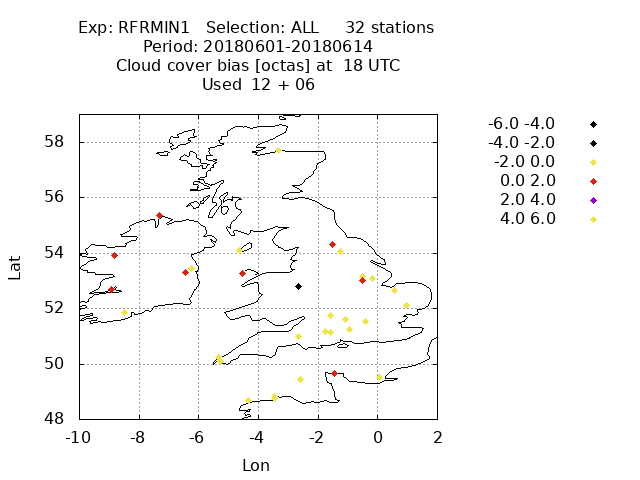 Exp: RFRMIN1 Selection: ALL 32 stations
Period: 20180601-20180614
Cloud cover bias [octas] at 18 UTC
Used 12 + 06
-6.0 -4.0
-4.0 -2.0
-2.0 0.0
0.0 2.0
2.0 4.0
4.0 6.0
58
56
54
52
50
48
Lat
-10 -8 -6 -4 -2 0 2
Lon